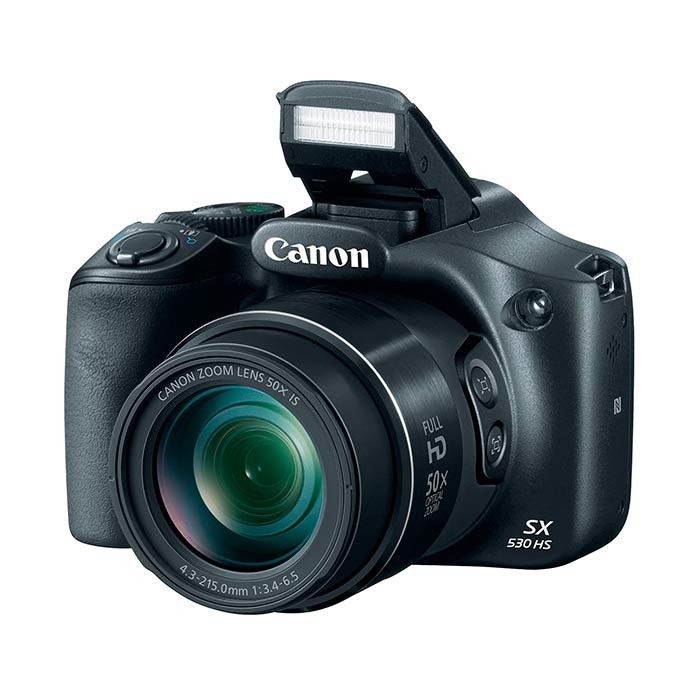 Canon
CANON ZOOM LENS 50× IS
4.3-215.0mm 1:3.4-6.5
FULL
HD
50x
OPTICAL
ZOOM
SX
530 HS